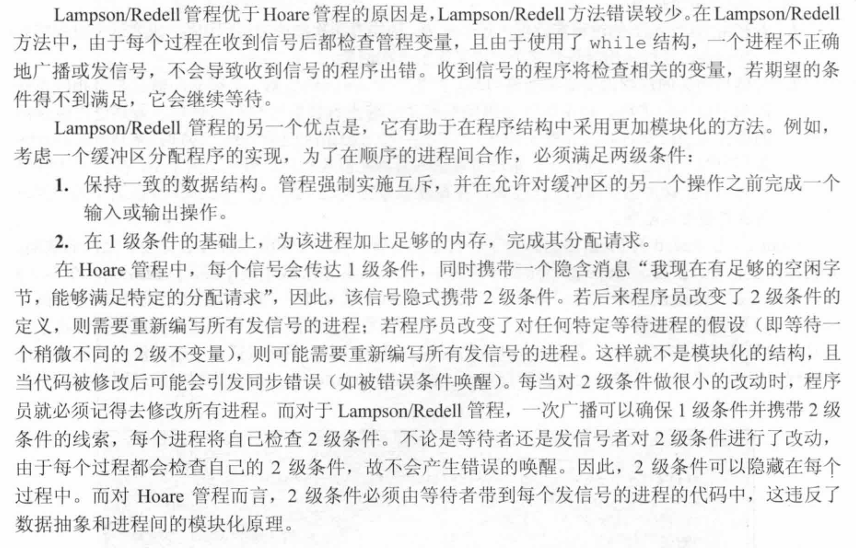 Lampson/Redell管程优于Hoare管程的原因是,Lampson/Redell方法错误较少。在Lampson/Redell
方法中，由于每个过程在收到信号后都检查管程变量，且由于使用了 while 结构，一个进程不正确
地广播或发信号，不会导致收到信号的程序出错。收到信号的程序将检查相关的变量，若期望的条
件得不到满足，它会继续等待。
Lampson/Redell 管程的另一个优点是，它有助于在程序结构中采用更加模块化的方法。例如，
考虑一个缓冲区分配程序的实现，为了在顺序的进程间合作，必须满足两级条件：
1. 保持一致的数据结构。管程强制实施互斥，并在允许对缓冲区的另一个操作之前完成一个
输入或输出操作。
2. 在 1 级条件的基础上，为该进程加上足够的内存，完成其分配请求。
在 Hoare 管程中，每个信号会传达 1 级条件，同时携带一个隐含消息“我现在有足够的空闲字
节，能够满足特定的分配请求”，因此，该信号隐式携带 2 级条件。若后来程序员改变了 2 级条件的
定义，则需要重新编写所有发信号的进程；若程序员改变了对任何特定等待进程的假设（即等待一
个稍微不同的 2 级不变量），则可能需要重新编写所有发信号的进程。这样就不是模块化的结构，且
当代码被修改后可能会引发同步错误（如被错误条件唤醒）。每当对 2 级条件做很小的改动时，程序
员就必须记得去修改所有进程。而对于 Lampson/Redell 管程，一次广播可以确保 1 级条件并携带 2 级
条件的线索，每个进程将自己检查 2 级条件。不论是等待者还是发信号者对 2 级条件进行了改动，
由于每个过程都会检查自己的 2 级条件，故不会产生错误的唤醒。因此，2 级条件可以隐藏在每个
过程中。而对 Hoare 管程而言，2 级条件必须由等待者带到每个发信号的进程的代码中，这违反了
数据抽象和进程间的模块化原理。